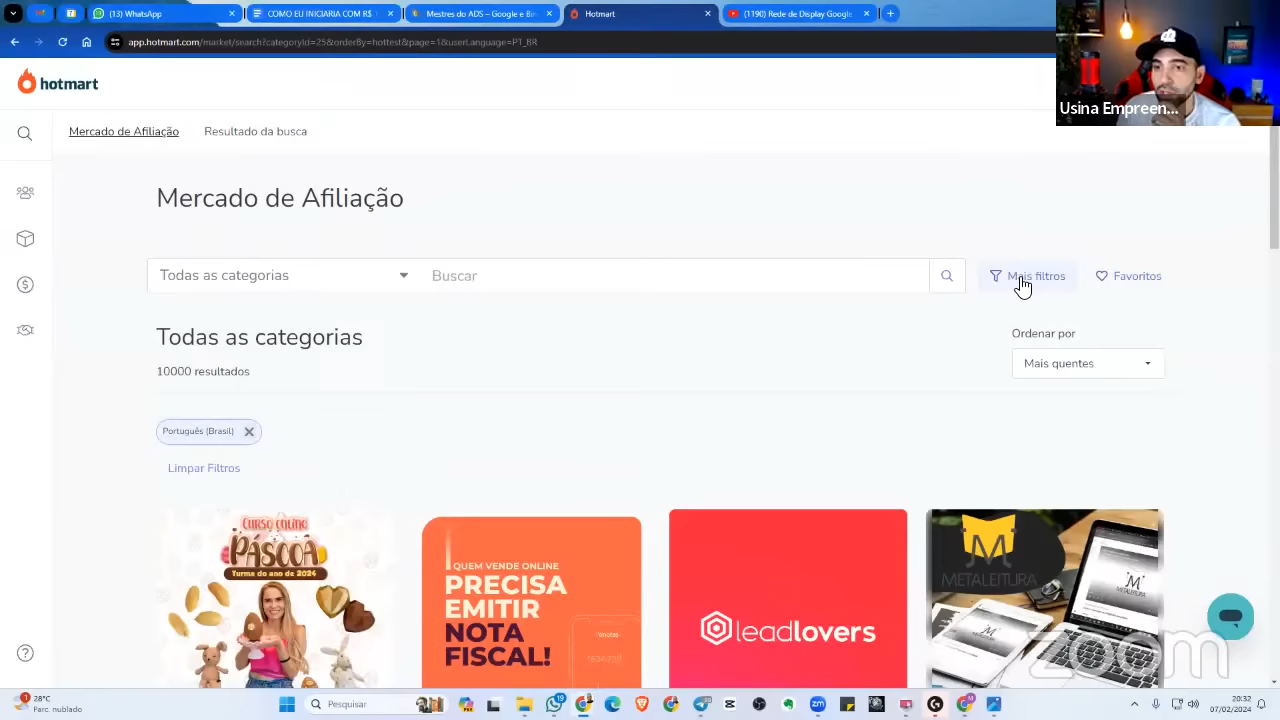 (13) WhatsApp
COMO EU INICIARIA COM R$
Mestres do ADS – Google e Bin
Hotmart
(1190) Rede de Display Google
app.hotmart.com/market/search?categoryId=25&orderBy=hottest&page=1&userLanguage=PT_BR
Usina Empreen...
hotmart
Mercado de Afiliação
Resultado da busca
Mercado de Afiliação
Todas as categorias
Buscar
Mais filtros
Favoritos
Todas as categorias
10000 resultados
Ordenar por
Mais quentes
Português (Brasil)
Limpar Filtros
CURSO ONLINE
PÁSCOA
Turma do ano de 2024
QUEM VENDE ONLINE
PRECISA
EMITIR
NOTA
FISCAL!
leadlovers
METALEITURA
zoom
28°C
Parc. nublado
Pesquisar
19
20:32
07/02/2024